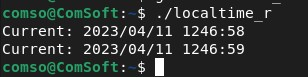 comso@ComSoft:~$ ./localtime_r
Current: 2023/04/11 1246:58
Current: 2023/04/11 1246:59
comso@ComSoft:~$